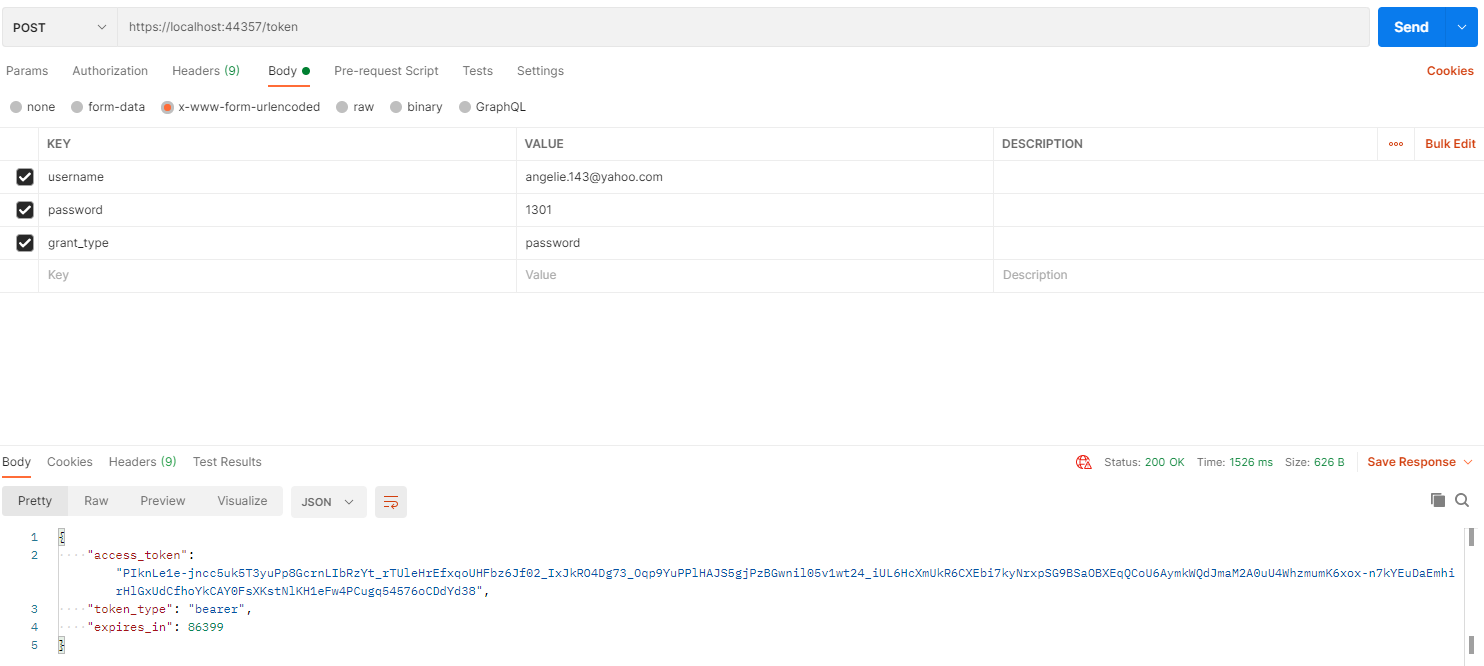 POST https://localhost:44357/token Send
Params Authorization Headers (9) Body Pre-request Script Tests Settings Cookies
none form-data x-www-form-urlencoded raw binary GraphQL
KEY VALUE DESCRIPTION ooo Bulk Edit
username angelie.143@yahoo.com
password 1301
grant_type password
Key Value Description
Body Cookies Headers (9) Test Results Status: 200 OK Time: 1526 ms Size: 626 B Save Response
Pretty Raw Preview Visualize JSON
1 {
2 ····"access_token":
"PIknLe1e-jncc5uk5T3yuPp8GcrnLIbRzYt_rTUleHrEfxqoUHFbz6Jf02_IxJkRO4Dg73_Oqp9YuPPlHAJS5gjPzBGwnil05v1wt24_iUL6HcXmUkR6CXEbi7kyNrxpSG9BSaOBXEqQCoU6AymkWQdJmaM2A0uU4WhzmumK6xox-n7kYEuDaEmhi
rHlGxUdCfhoYkCAY0FsXKstNlKH1eFw4PCugq54576oCDdYd38",
3 ····"token_type": "bearer",
4 ····"expires_in": 86399
5 }